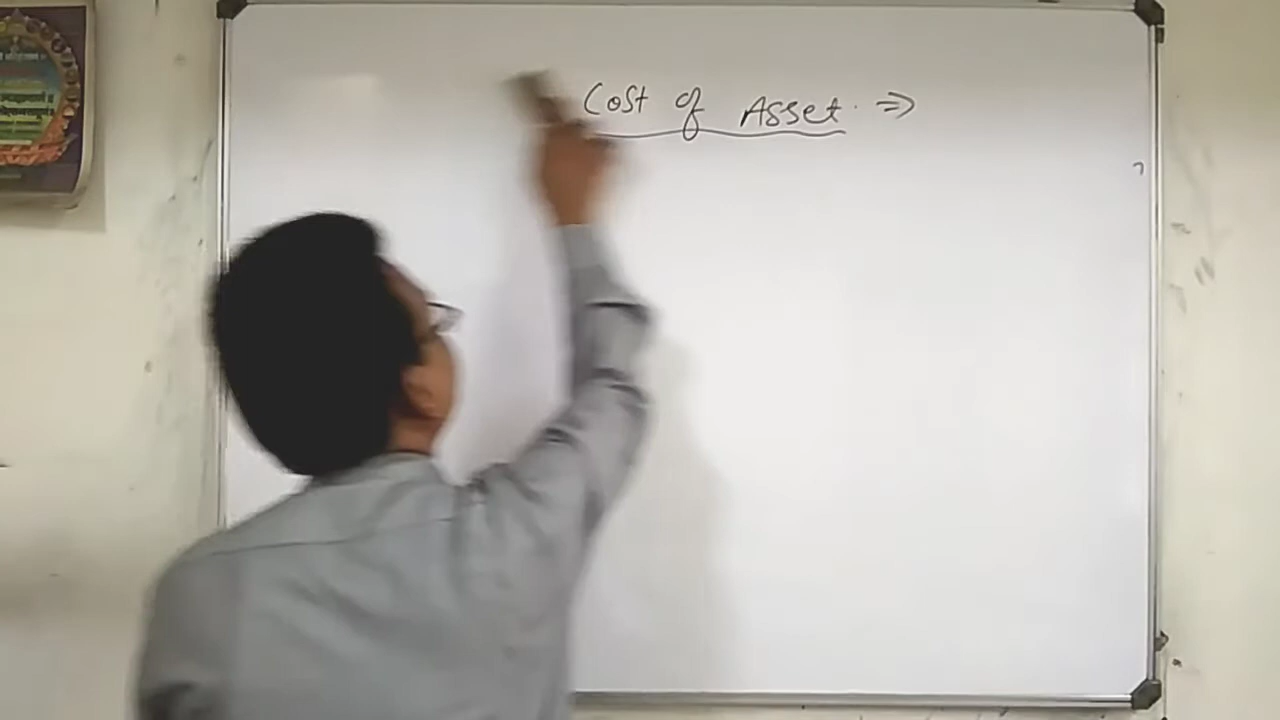 Cost of Asset. ⇒